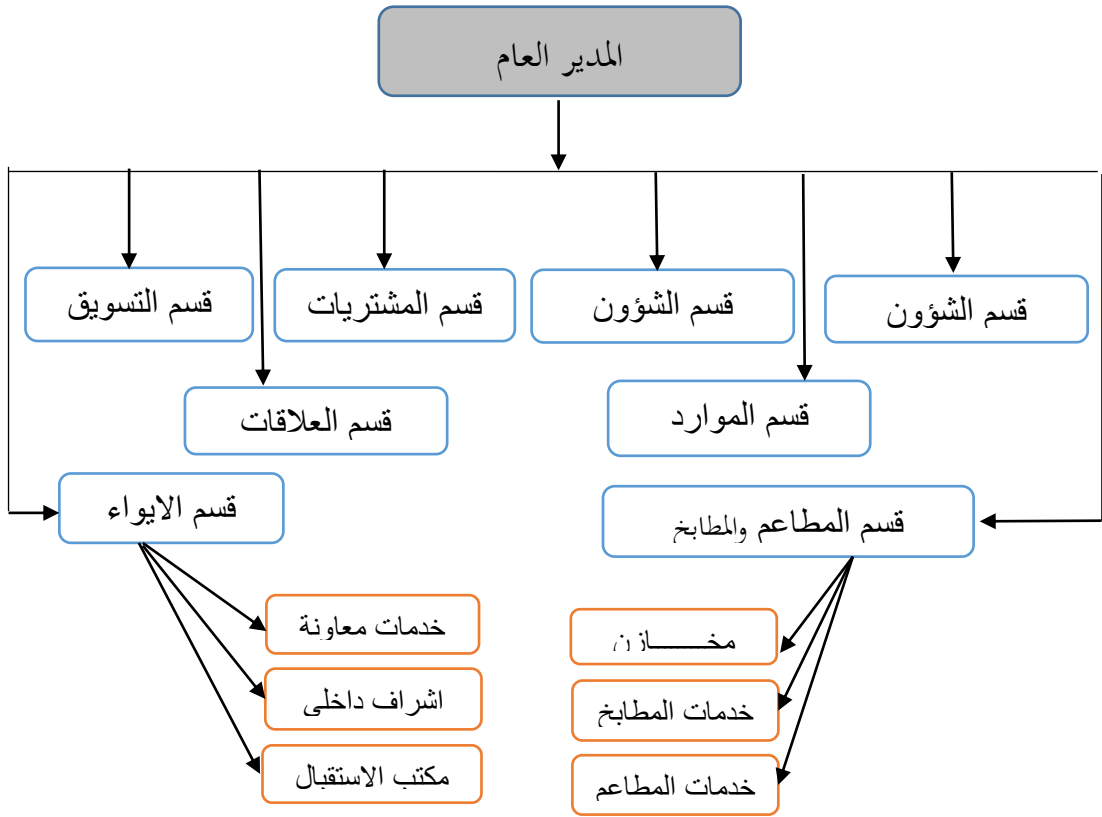 المدير العام
قسم الشؤون
قسم الشؤون
قسم المشتريات
قسم التسويق
قسم الموارد
قسم العلاقات
قسم المطاعم والمطابخ
قسم الايواء
مخـــــــازن
خدمات معاونة
خدمات المطابخ
اشراف داخلى
خدمات المطاعم
مكتب الاستقبال